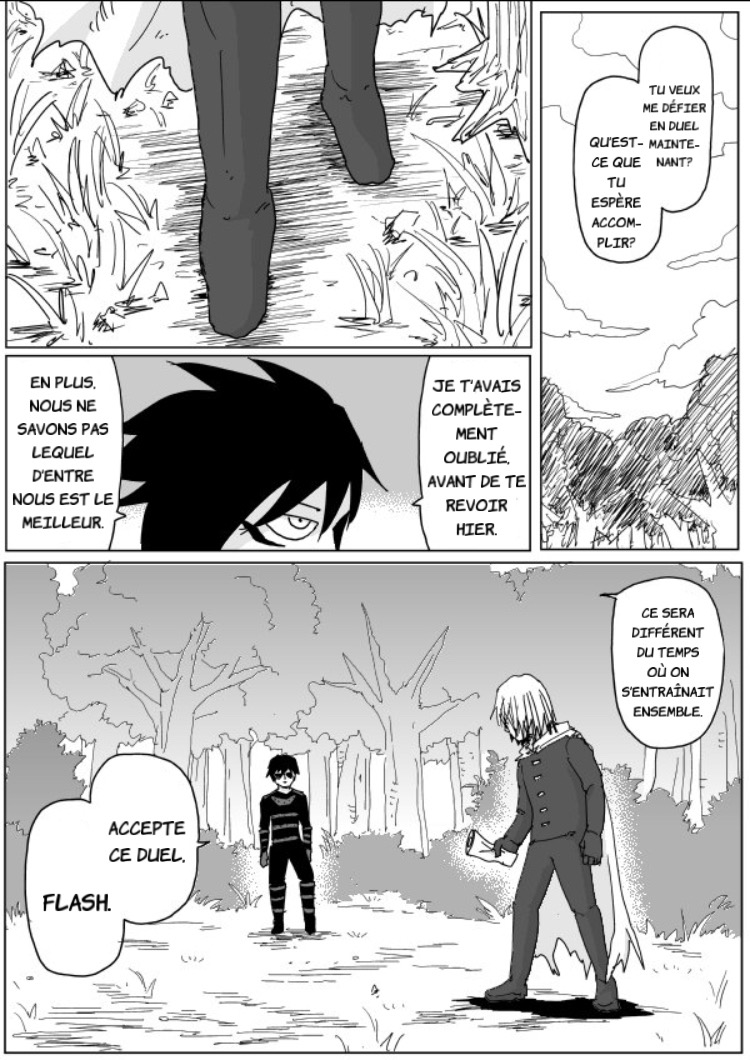 TU VEUX
ME DÉFIER
EN DUEL
MAINTE-
NANT?
QU'EST-
CE QUE
TU
ESPÈRE
ACCOM-
PLIR?
JE T'AVAIS
COMPLÈTE-
MENT
OUBLIÉ,
AVANT DE TE
REVOIR
HIER.
EN PLUS,
NOUS NE
SAVONS PAS
LEQUEL
D'ENTRE
NOUS EST LE
MEILLEUR.
CE SERA
DIFFÉRENT
DU TEMPS
OÙ ON
S'ENTRAÎNAIT
ENSEMBLE.
ACCEPTE
CE DUEL,
FLASH.